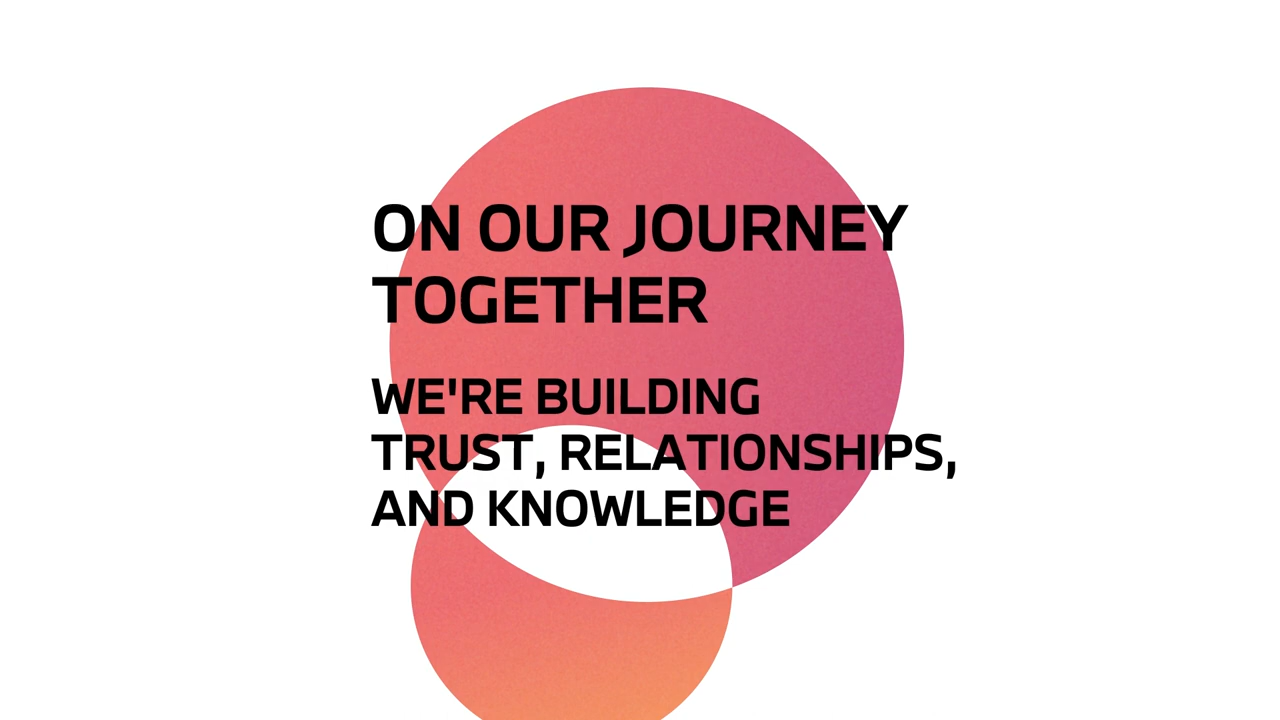 ON OUR JOURNEY
TOGETHER
WE'RE BUILDING
TRUST, RELATIONSHIPS,
AND KNOWLEDGE